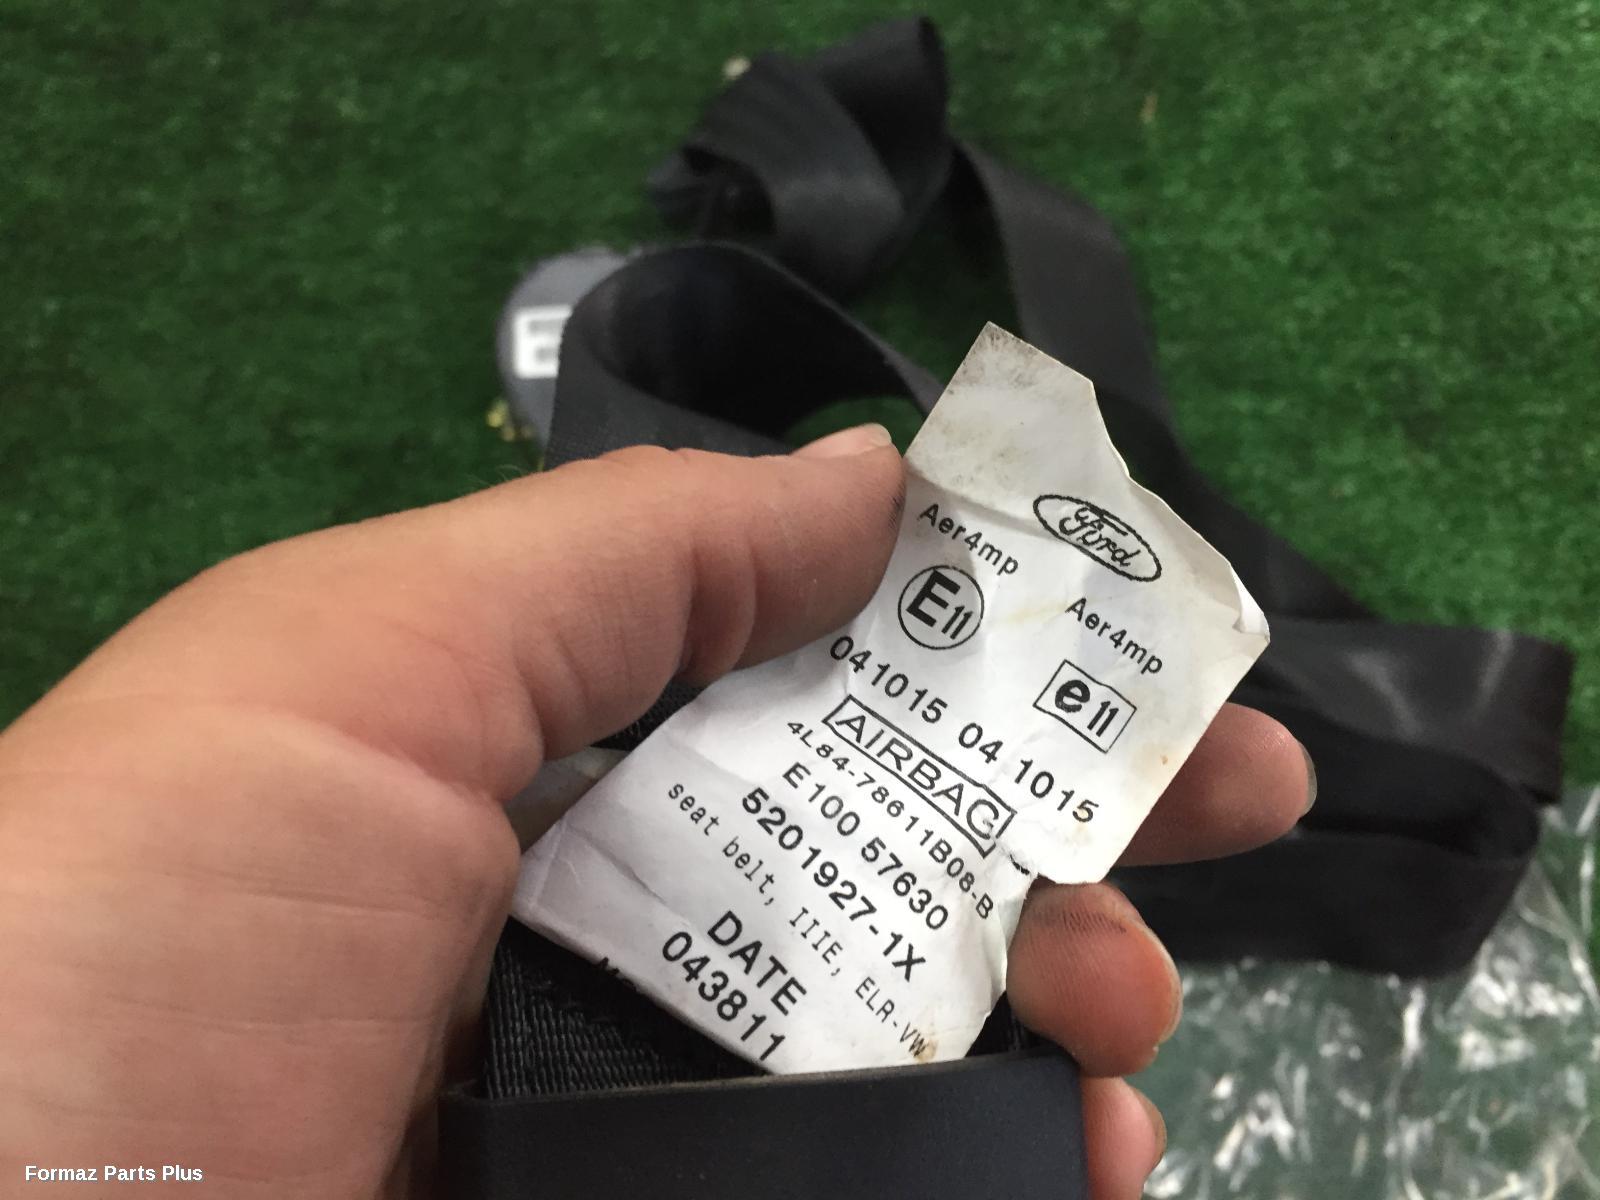 Ford
Aer4mp Aer4mp
E11 e11
041015 04 1015
AIRBAG
4L84-78611B08-B
E100 57630
5201927-1X
seat belt, IIIE, ELR-VW
DATE
043811
E
Formaz Parts Plus